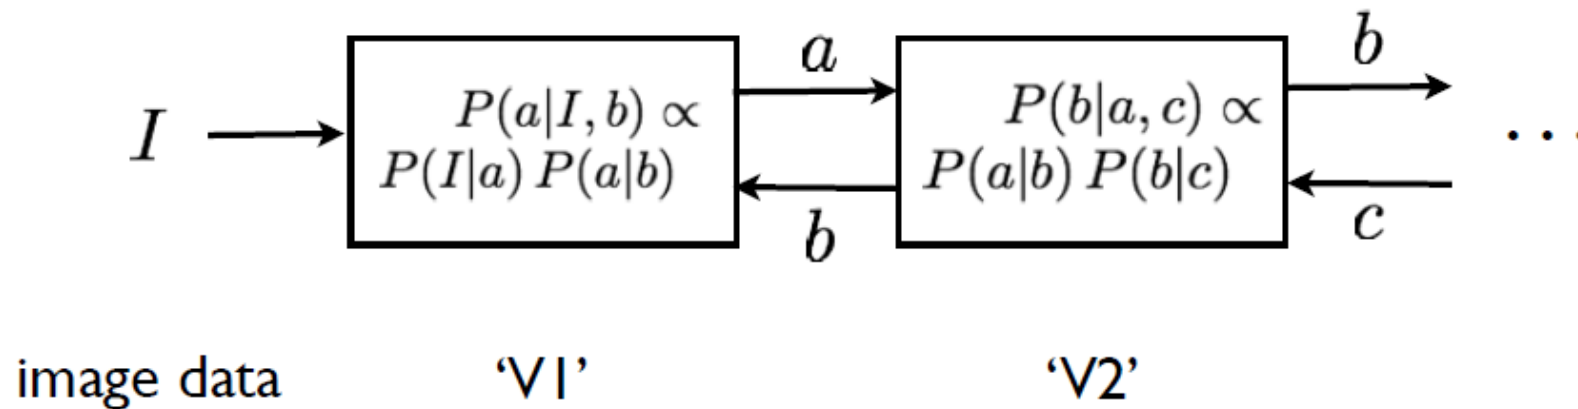 a
b
P(a|I, b) ∝
P(b|a, c) ∝
I
...
P(I|a) P(a|b)
P(a|b) P(b|c)
b
c
image data
‘V1’
‘V2’